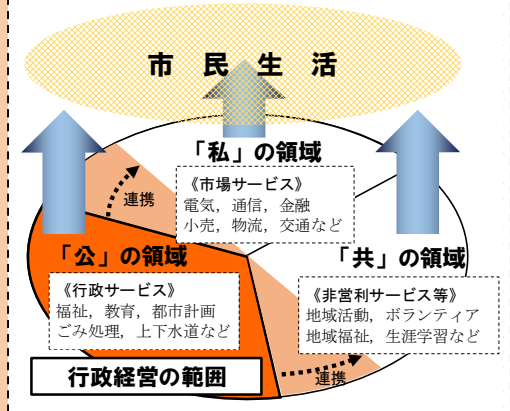 市民生活
「私」の領域
《市場サービス》
電気，通信，金融
小売，物流，交通など
連携
「公」の領域
《行政サービス》
福祉，教育，都市計画
ごみ処理，上下水道など
「共」の領域
《非営利サービス等》
地域活動，ボランティア
地域福祉，生涯学習など
行政経営の範囲
連携